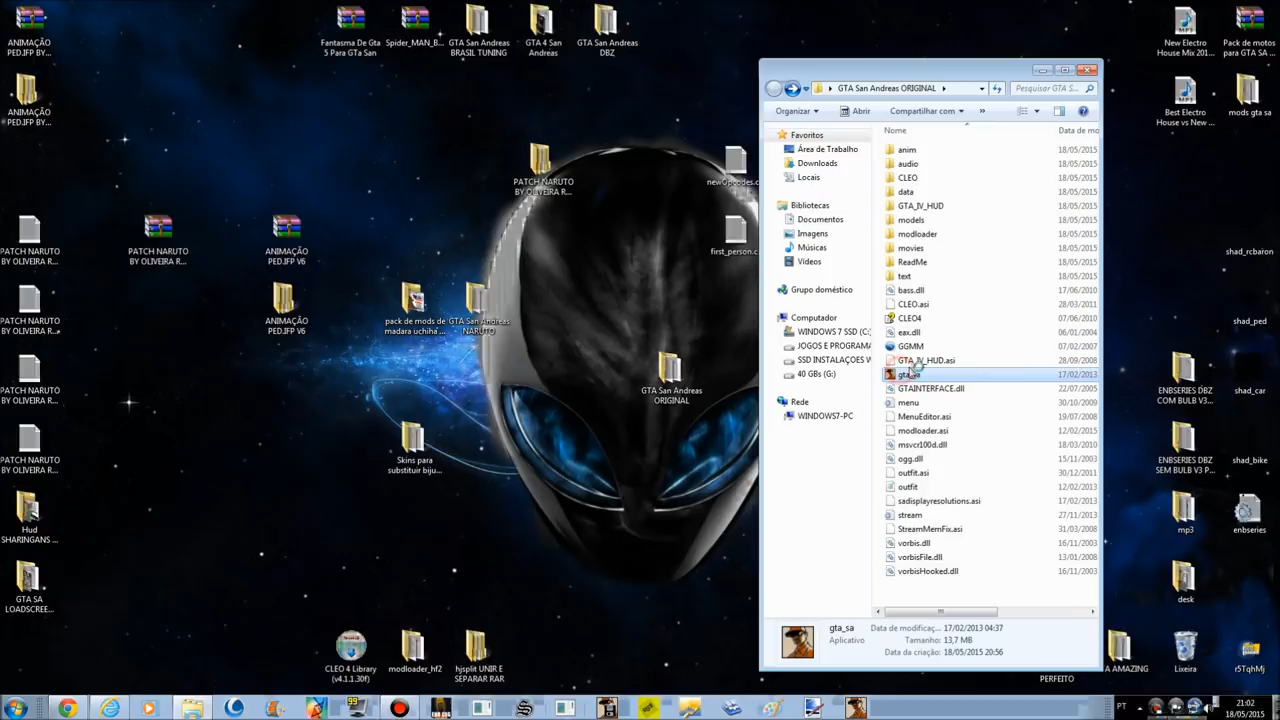 ANIMAÇÃO
PED.IFP BY...
ANIMAÇÃO
PED.IFP BY...
PATCH NARUTO
BY OLIVEIRA R...
PATCH NARUTO
BY OLIVEIRA R...
PATCH NARUTO
BY OLIVEIRA R...
PATCH NARUTO
BY OLIVEIRA R...
Hud
SHARINGANS ...
GTA SA
LOADSCREE...
PATCH NARUTO
BY OLIVEIRA R...
ANIMAÇÃO
PED.IFP V6
ANIMAÇÃO
PED.IFP V6
Fantasma De Gta
5 Para GTa San
Spider_MAN_B...
GTA San Andreas
BRASIL TUNING
GTA 4 San
Andreas
GTA San Andreas
DBZ
PATCH NARUTO
BY OLIVEIRA R...
pack de mods de
madara uchiha ...
GTA San Andreas
NARUTO
Skins para
substituir biju...
GTA San Andreas
ORIGINAL
CLEO 4 Library
(v4.1.1.30f)
modloader_hf2
hjsplit UNIR E
SEPARAR RAR
newOpcodes.c
first_person.c
GTA San Andreas ORIGINAL
Pesquisar GTA S...
Organizar
Abrir
Compartilhar com
»
Favoritos
Área de Trabalho
Downloads
Locais
Bibliotecas
Documentos
Imagens
Músicas
Vídeos
Grupo doméstico
Computador
WINDOWS 7 SSD (C:)
JOGOS E PROGRAMA
SSD INSTALAÇOES W
40 GBs (G:)
Rede
WINDOWS7-PC
Nome Data de mo
anim 18/05/2015
audio 18/05/2015
CLEO 18/05/2015
data 18/05/2015
GTA_IV_HUD 18/05/2015
models 18/05/2015
modloader 18/05/2015
movies 18/05/2015
ReadMe 18/05/2015
text 18/05/2015
bass.dll 17/06/2010
CLEO.asi 28/03/2011
CLEO4 07/06/2010
eax.dll 06/01/2004
GGMM 07/02/2007
GTA_IV_HUD.asi 28/09/2008
gta_sa 17/02/2013
GTAINTERFACE.dll 22/07/2005
menu 30/10/2009
MenuEditor.asi 19/07/2008
modloader.asi 12/02/2015
msvcr100d.dll 18/03/2010
ogg.dll 15/11/2003
outfit.asi 30/12/2011
outfit 12/02/2013
sadisplayresolutions.asi 17/02/2013
stream 27/11/2013
StreamMemFix.asi 31/03/2008
vorbis.dll 16/11/2003
vorbisFile.dll 13/01/2008
vorbisHooked.dll 16/11/2003
gta_sa Data de modificaç... 17/02/2013 04:37
Aplicativo Tamanho: 13,7 MB
Data da criação: 18/05/2015 20:56
New Electro
House Mix 201...
Pack de motos
para GTA SA ...
Best Electro
House vs New ...
mods gta sa
shad_rcbaron
shad_ped
ENBSERIES DBZ
COM BULB V3...
shad_car
ENBSERIES DBZ
SEM BULB V3 P...
shad_bike
mp3
enbseries
desk
A AMAZING
PERFEITO
Lixeira
r5TqhMj
99
PT
21:02
18/05/2015